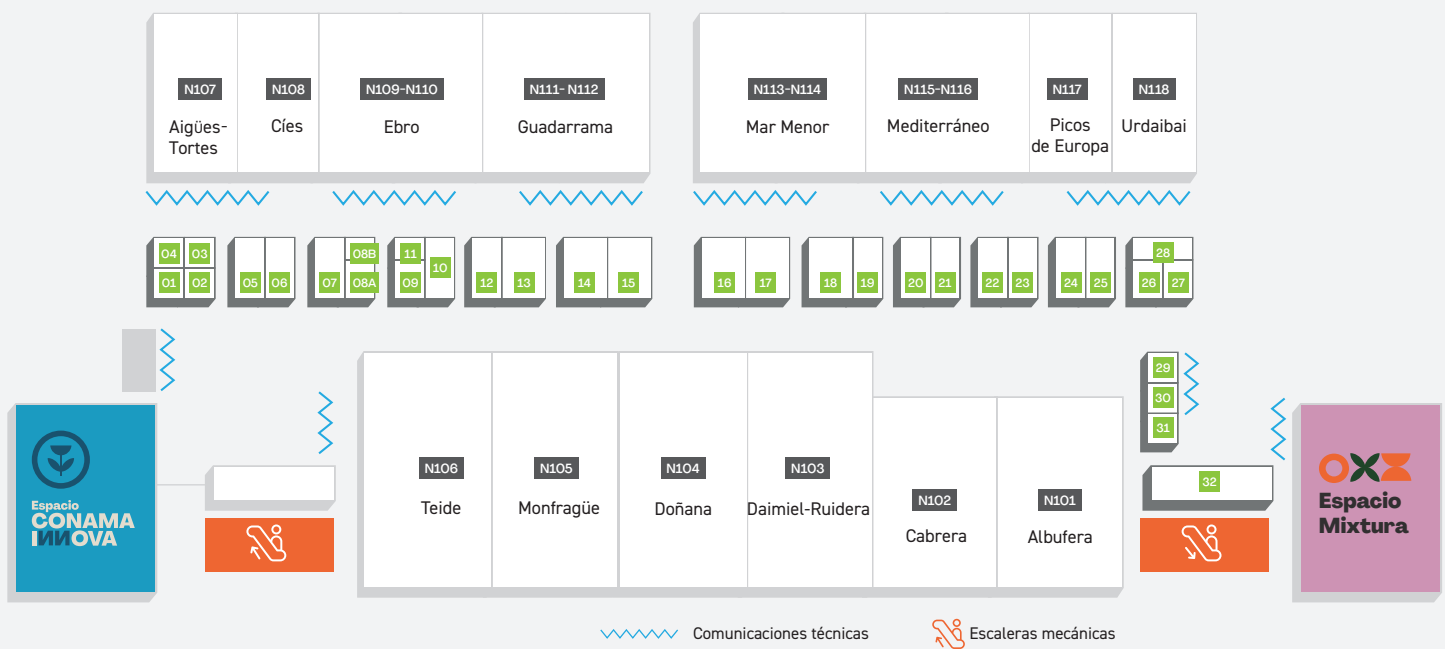 N107
N108
N109-N110
N111- N112
N113-N114
N115-N116
N117
N118
Aigües-
Tortes
Cíes
Ebro
Guadarrama
Mar Menor
Mediterráneo
Picos
de Europa
Urdaibai
04
03
01
02
05
06
07
08B
08A
11
10
09
12
13
14
15
16
17
18
19
20
21
22
23
24
25
28
26
27
29
30
31
32
N106
Teide
N105
Monfragüe
N104
Doñana
N103
Daimiel-Ruidera
N102
Cabrera
N101
Albufera
Espacio
CONAMA
INNOVA
Espacio
Mixtura
Comunicaciones técnicas
Escaleras mecánicas